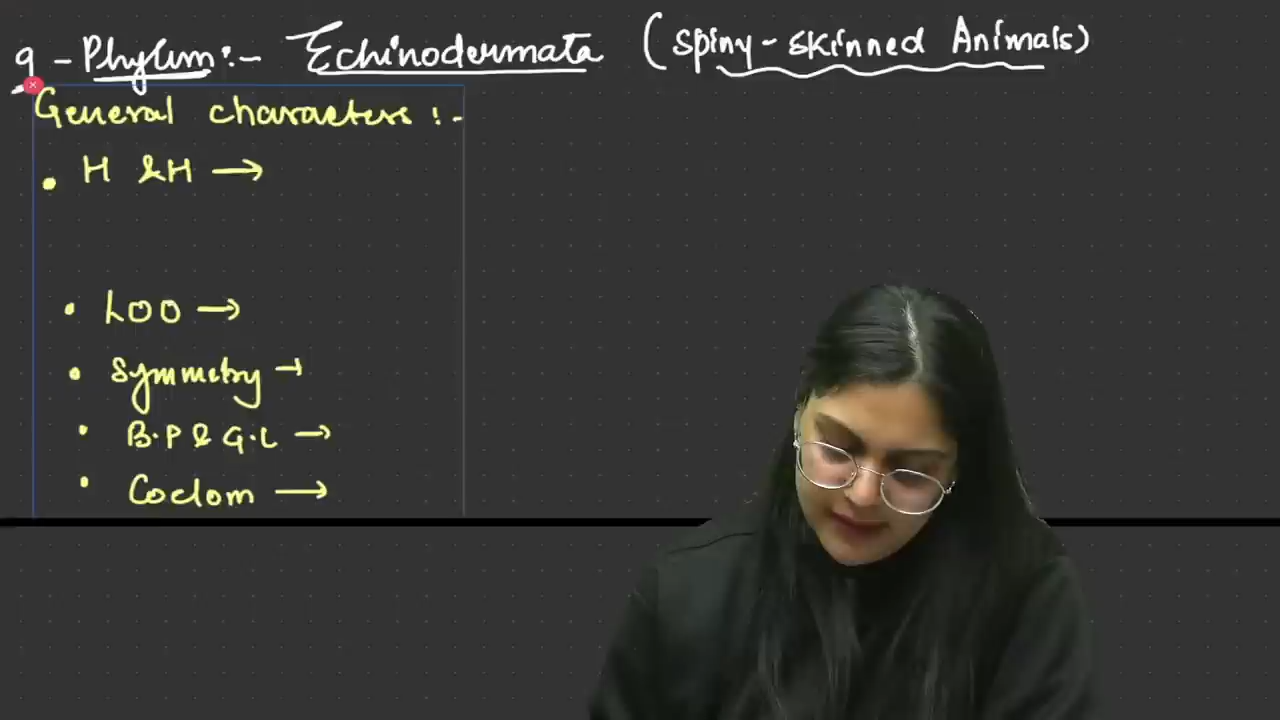 9 - Phylum :- Echinodermata (Spiny-skinned Animals)
General characters :-
• H & H →
• LOO →
• Symmetry →
• B.P & G.L →
• Coelom →